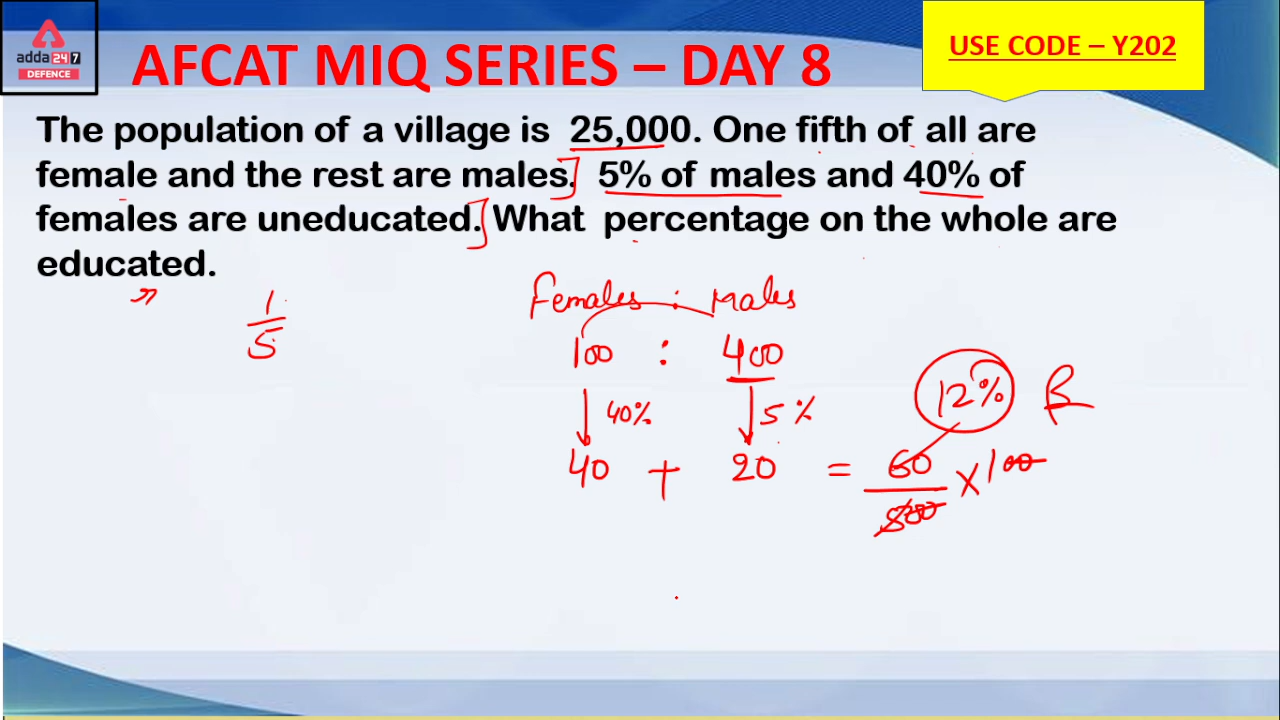 adda 24 7
DEFENCE
AFCAT MIQ SERIES – DAY 8
USE CODE – Y202
The population of a village is 25,000. One fifth of all are
female and the rest are males. 5% of males and 40% of
females are uneducated. What percentage on the whole are
educated.
1/5
Females : Males
100 : 400
40% 5%
12%
40 + 20 = 60/500 × 100